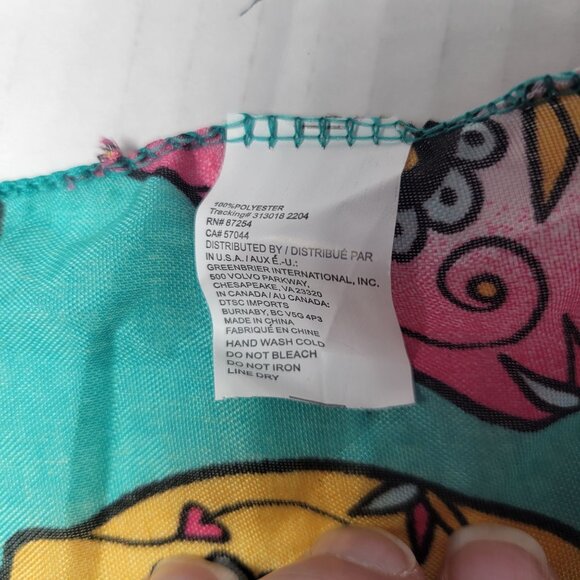 100%POLYESTER
Tracking# 313018 2204
RN# 87254
CA# 57044
DISTRIBUTED BY / DISTRIBUÉ PAR
IN U.S.A. / AUX É.-U.:
GREENBRIER INTERNATIONAL, INC.
500 VOLVO PARKWAY,
CHESAPEAKE, VA 23320
IN CANADA / AU CANADA:
DTSC IMPORTS
BURNABY, BC V5G 4P3
MADE IN CHINA
FABRIQUÉ EN CHINE
HAND WASH COLD
DO NOT BLEACH
DO NOT IRON
LINE DRY